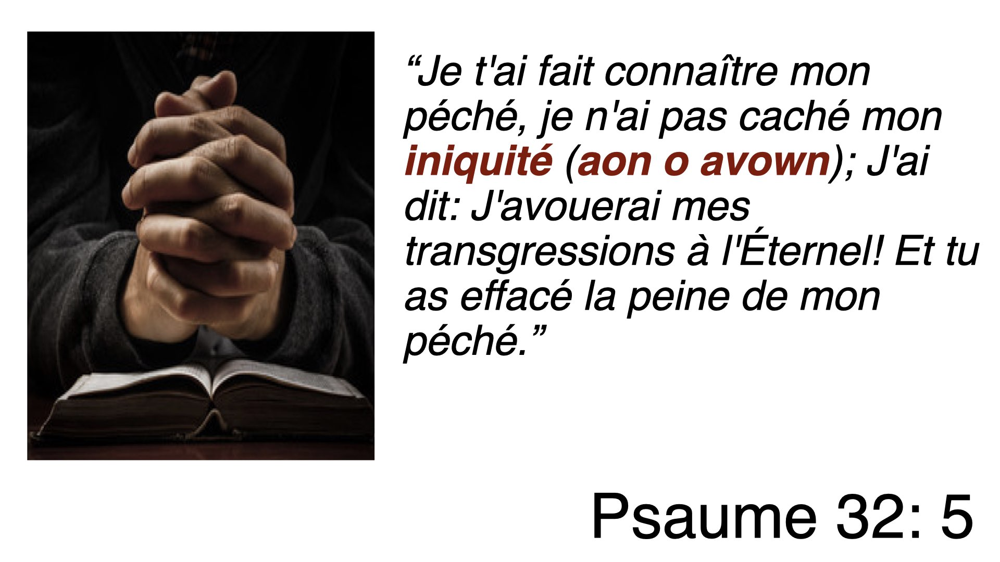 “Je t'ai fait connaître mon
péché, je n'ai pas caché mon
iniquité (aon o avown); J'ai
dit: J'avouerai mes
transgressions à l'Éternel! Et tu
as effacé la peine de mon
péché.”
Psaume 32: 5